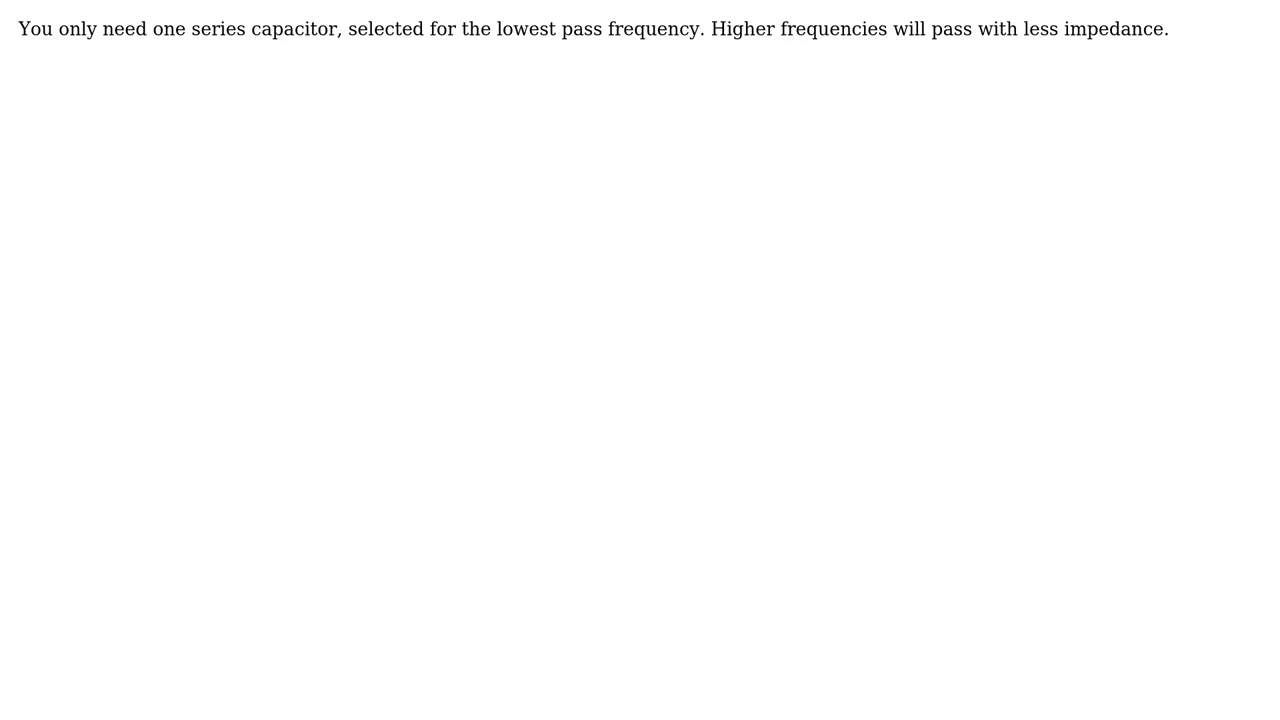 You only need one series capacitor, selected for the lowest pass frequency. Higher frequencies will pass with less impedance.